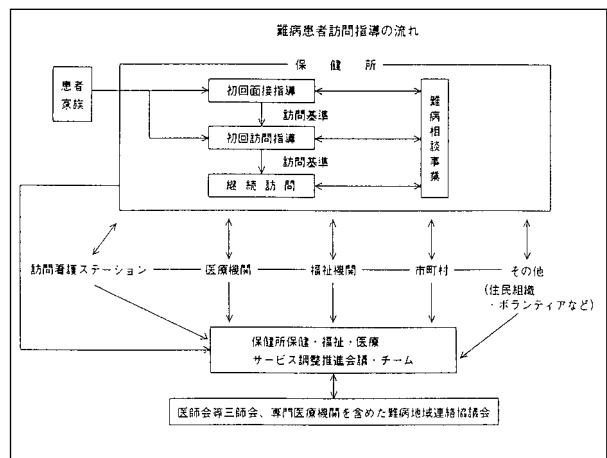 難病患者訪問指導の流れ
保健所
患者
家族
初回面接指導
訪問基準
初回訪問指導
訪問基準
継続訪問
難病相談事業
訪問看護ステーション
医療機関
福祉機関
市町村
その他
(住民組織
・ボランティアなど)
保健所保健・福祉・医療
サービス調整推進会議・チーム
医師会等三師会、専門医療機関を含めた難病地域連絡協議会